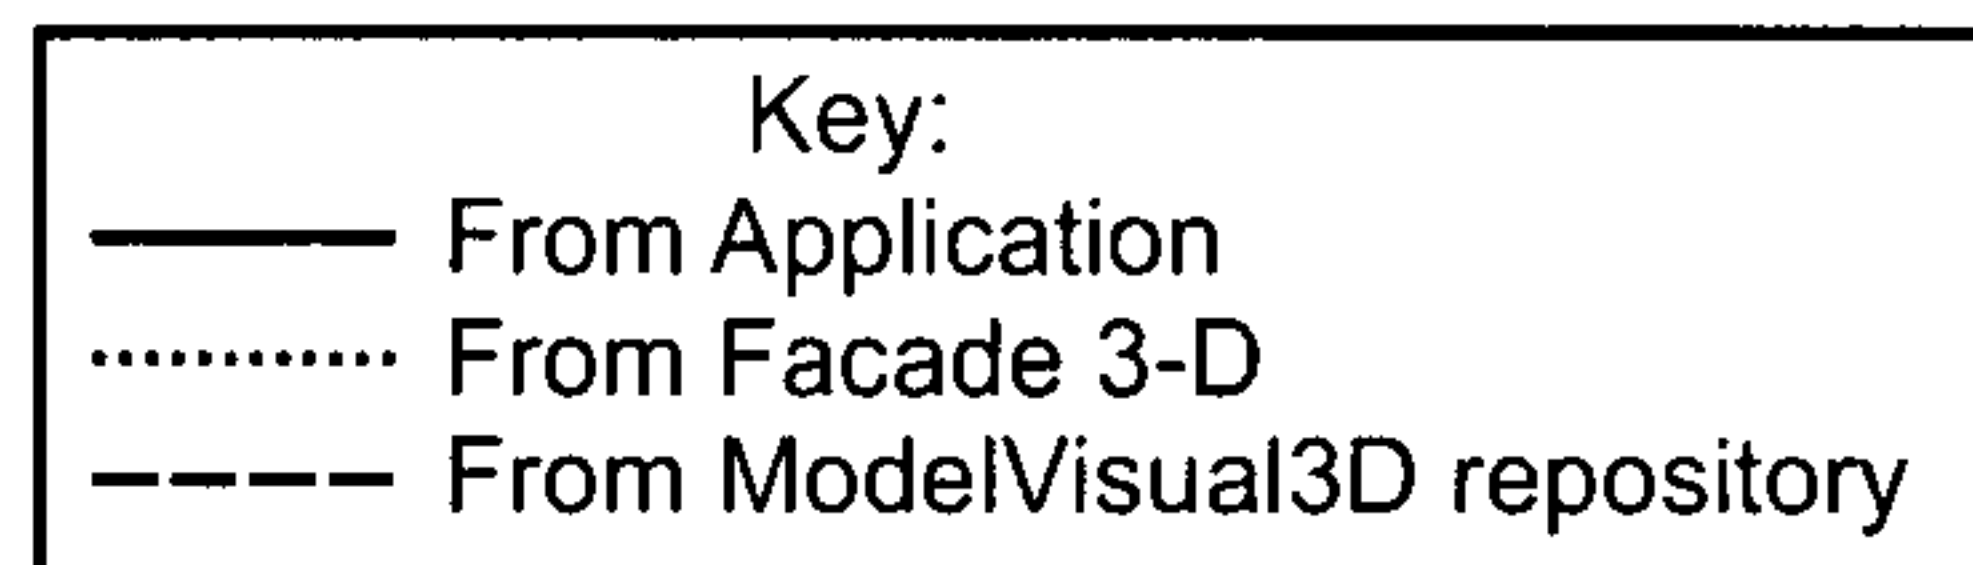 Key:
From Application
From Facade 3-D
From ModelVisual3D repository